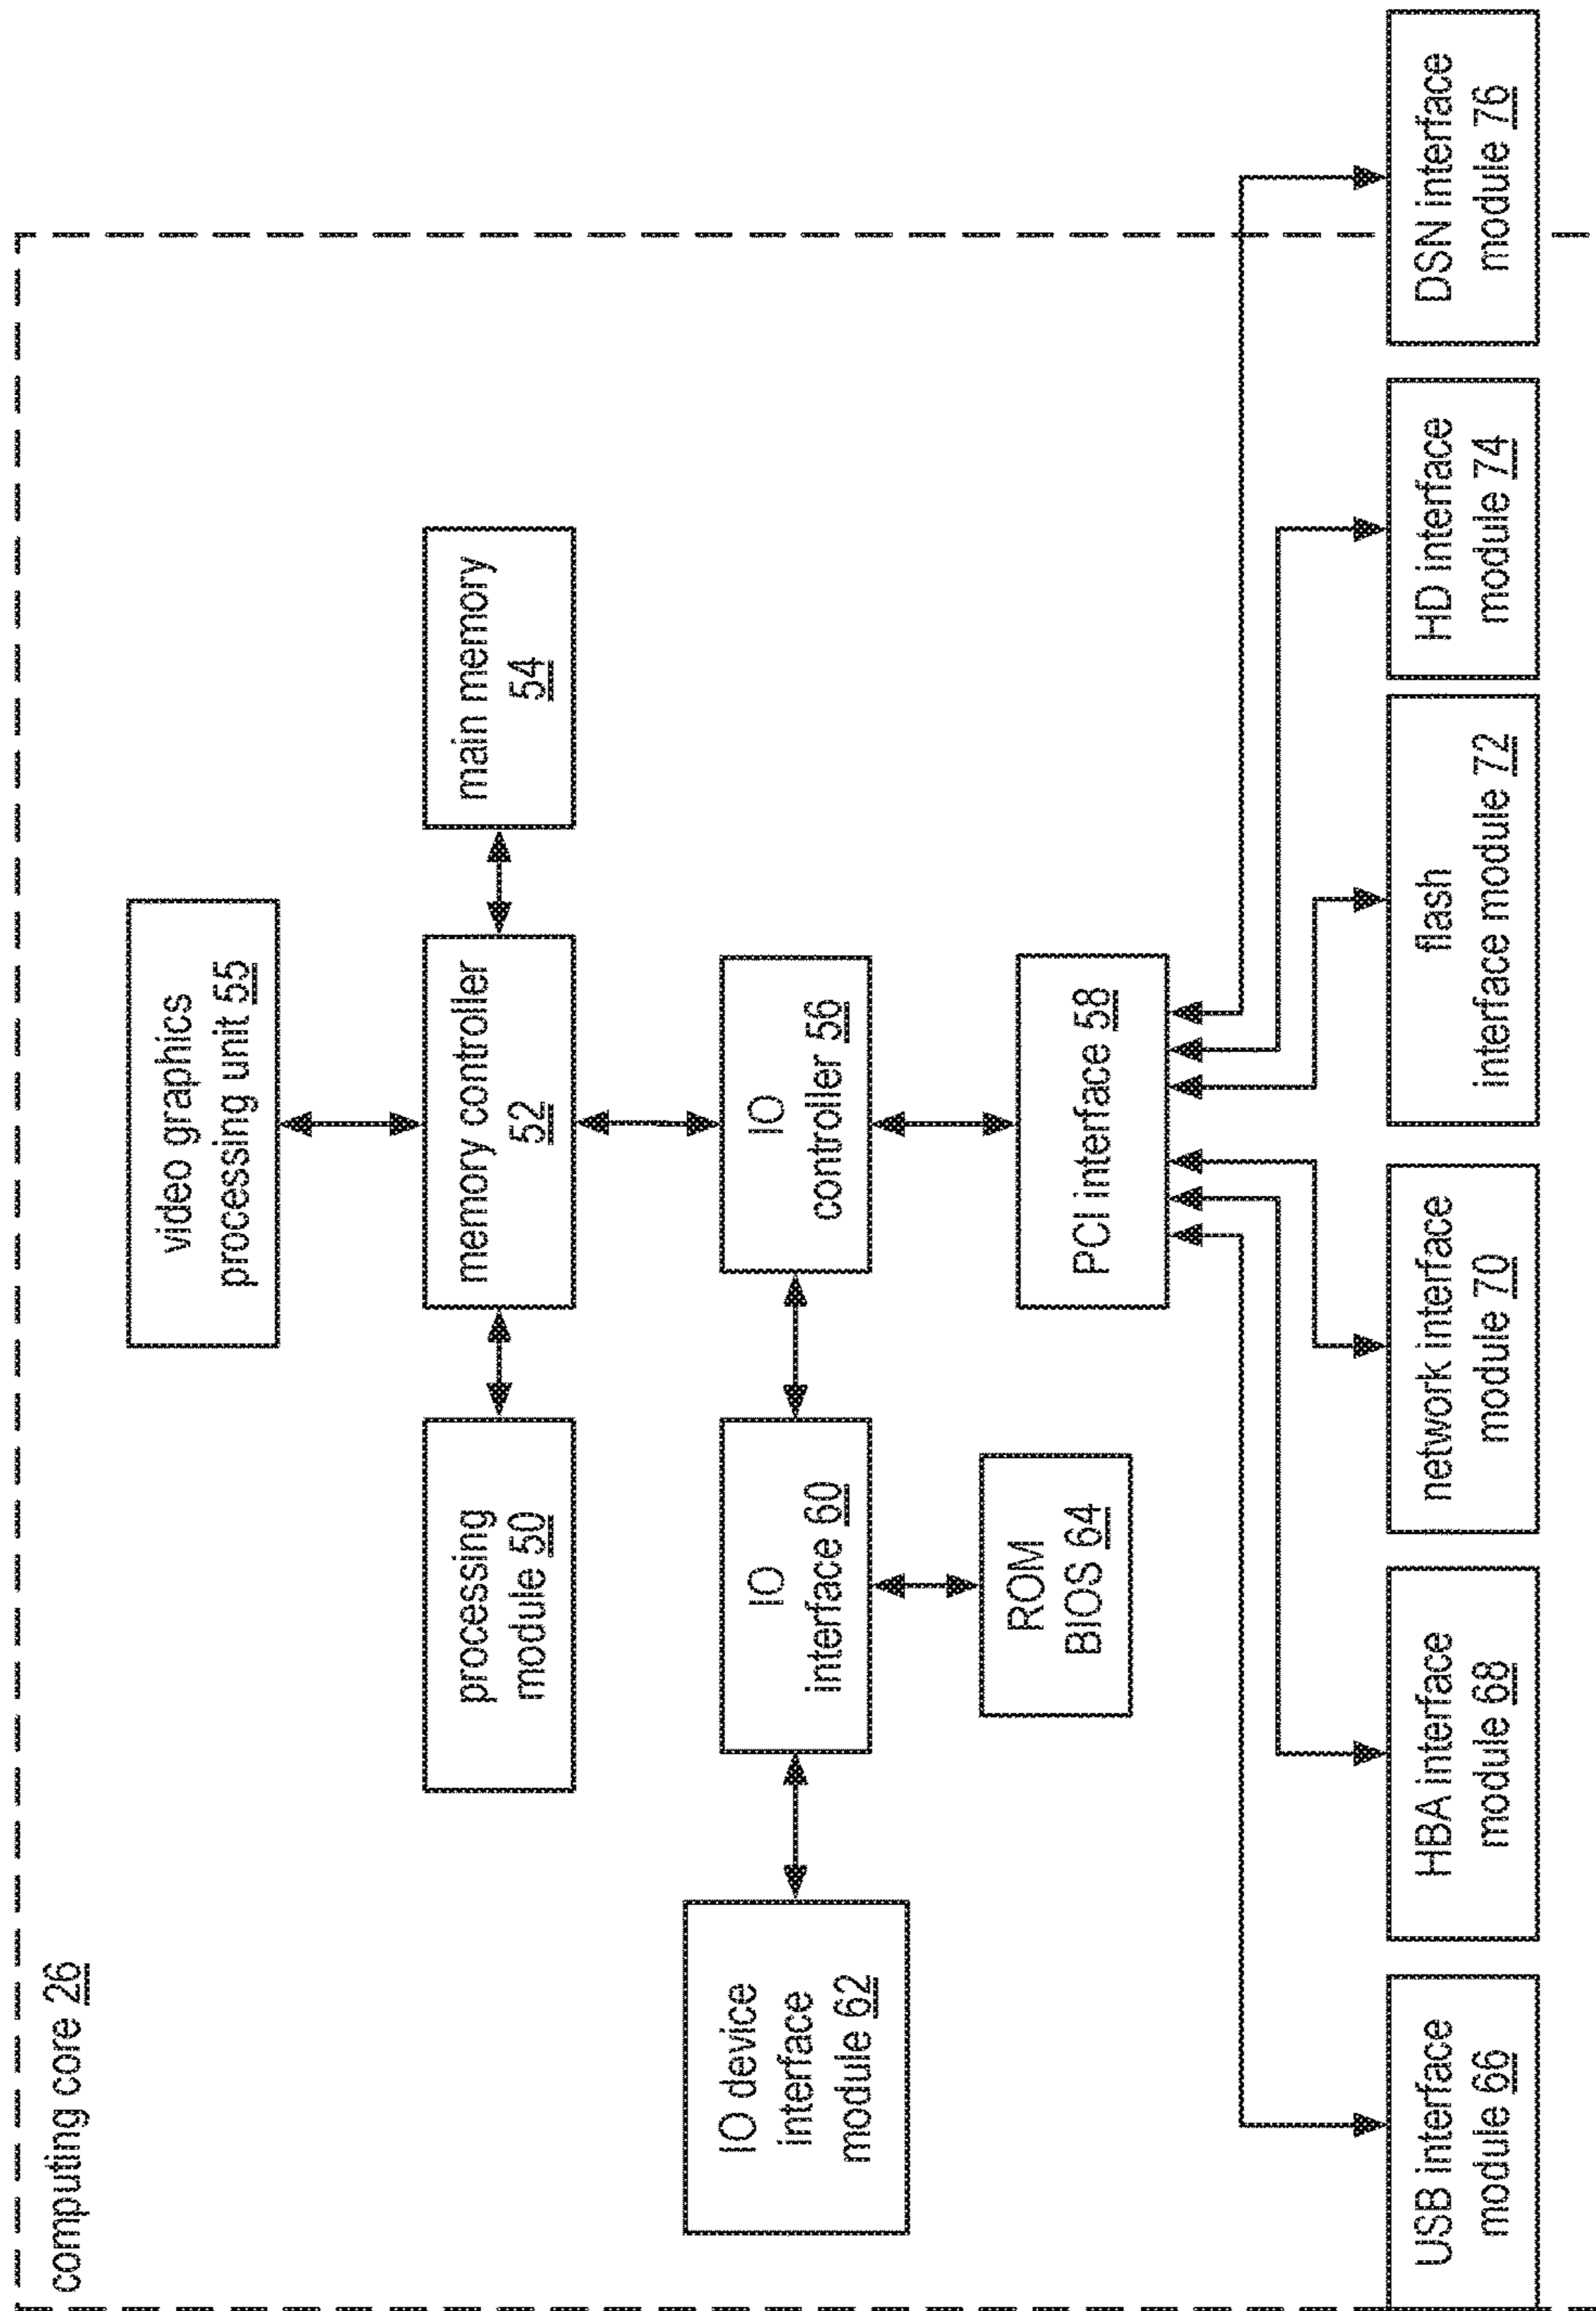 computing core 26
video graphics
processing unit 55
processing
module 50
memory controller
52
main memory
54
IO device
interface
module 62
IO
interface 60
IO
controller 56
ROM
BIOS 64
PCI interface 58
USB interface
module 66
HBA interface
module 68
network interface
module 70
flash
interface module 72
HD interface
module 74
DSN interface
module 76